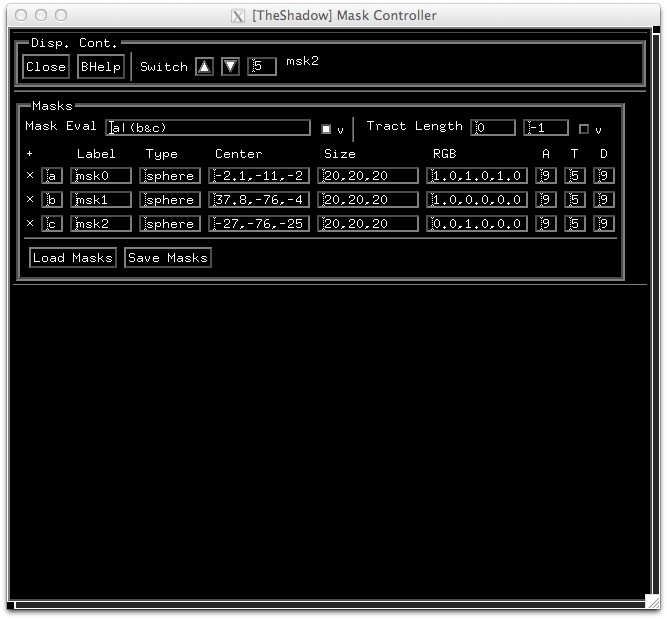 [TheShadow] Mask Controller
Disp. Cont.
Close BHelp Switch 5 msk2
Masks
Mask Eval a|(b&c) v Tract Length 0 -1 v
+ Label Type Center Size RGB A T D
× a msk0 sphere -2.1,-11,-2 20,20,20 1.0,1.0,1.0 9 5 9
× b msk1 sphere 37.8,-76,-4 20,20,20 1.0,0.0,0.0 9 5 9
× c msk2 sphere -27,-76,-25 20,20,20 0.0,1.0,0.0 9 5 9
Load Masks Save Masks